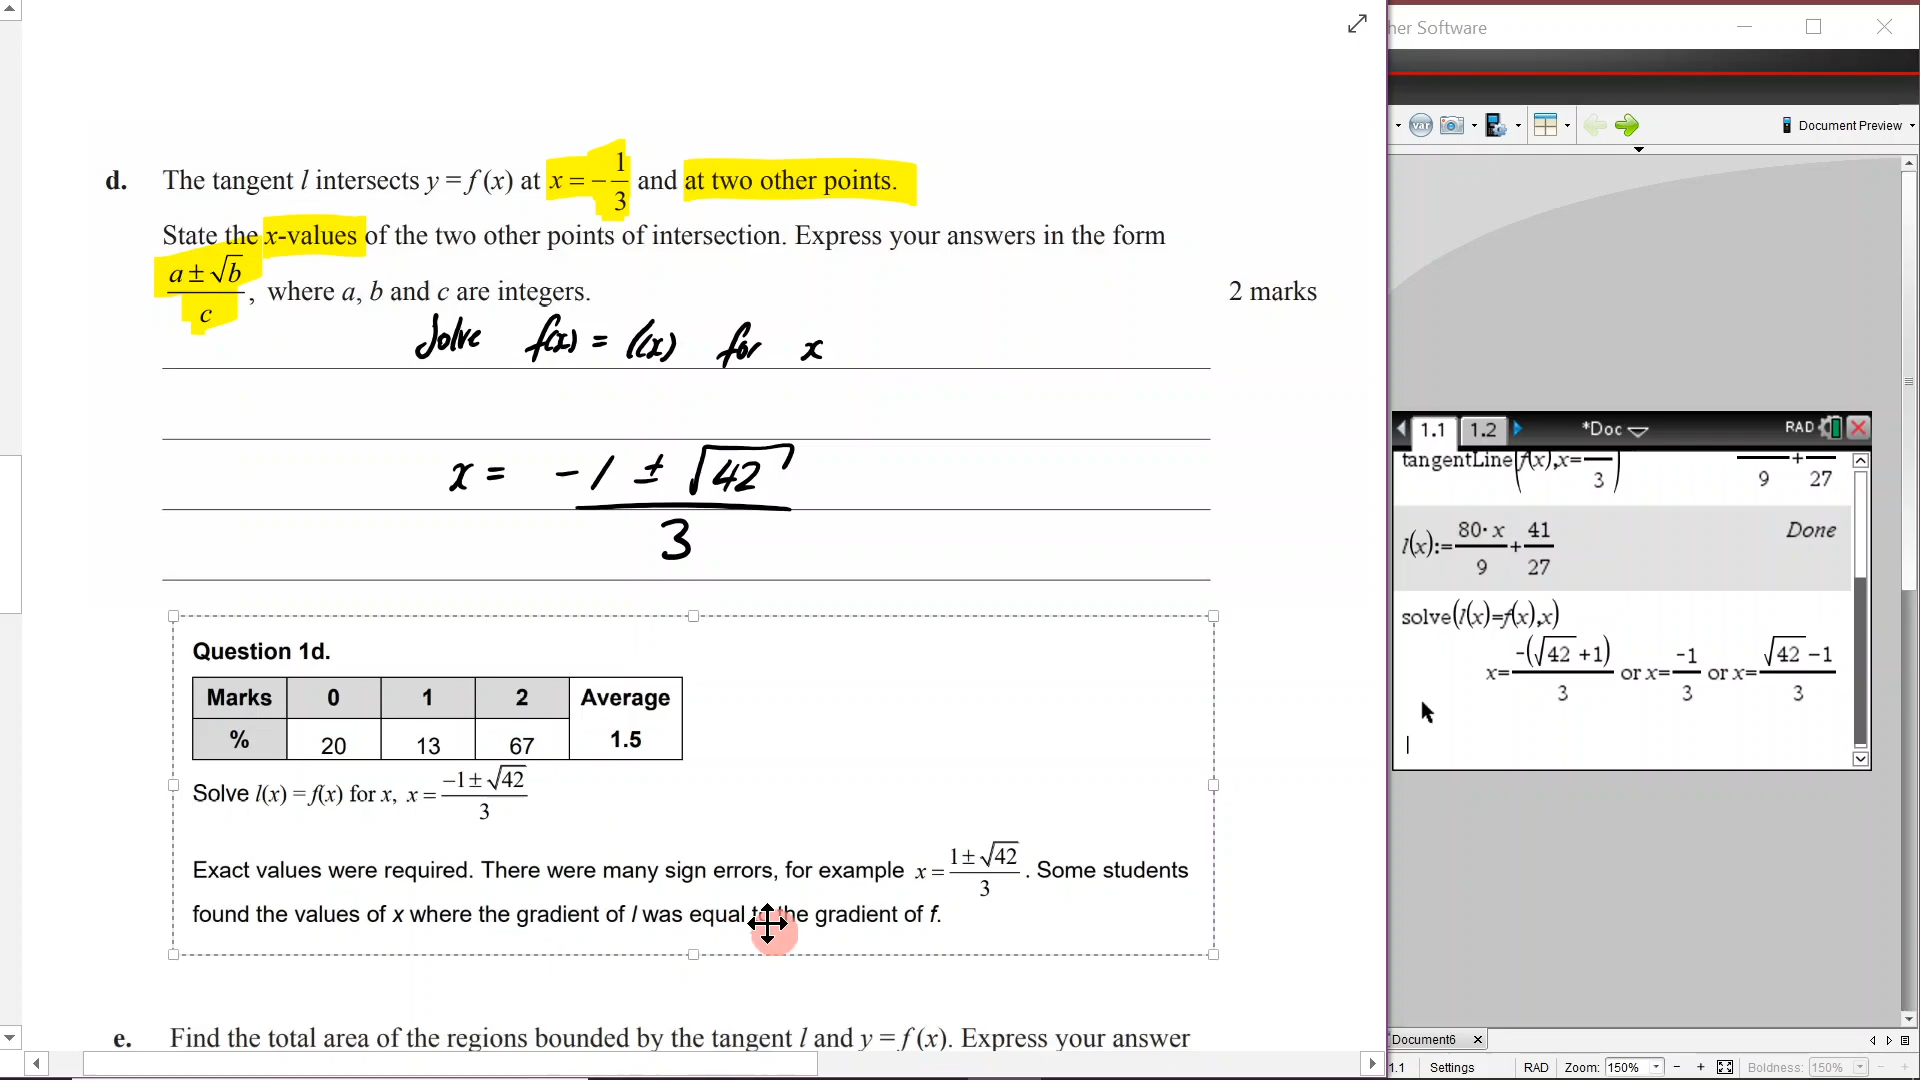 d. The tangent l intersects y = f (x) at x = −1/3 and at two other points.
State the x-values of the two other points of intersection. Express your answers in the form
(a ± √b)/c, where a, b and c are integers. 2 marks
Solve f(x) = l(x) for x
x = (−1 ± √42)/3
Question 1d.
Marks 0 1 2 Average
% 20 13 67 1.5
Solve l(x) = f(x) for x, x = (−1 ± √42)/3
Exact values were required. There were many sign errors, for example x = (1 ± √42)/3. Some students
found the values of x where the gradient of l was equal to the gradient of f.
e. Find the total area of the regions bounded by the tangent l and y = f (x). Express your answer
her Software
var
Document Preview
1.1 1.2 *Doc RAD
tangentLine(f(x),x= /3) /9 + /27
l(x):=80·x/9+41/27 Done
solve(l(x)=f(x),x)
x=-(√42+1)/3 or x=-1/3 or x=(√42-1)/3
Document6
1.1 Settings RAD Zoom: 150% Boldness: 150%